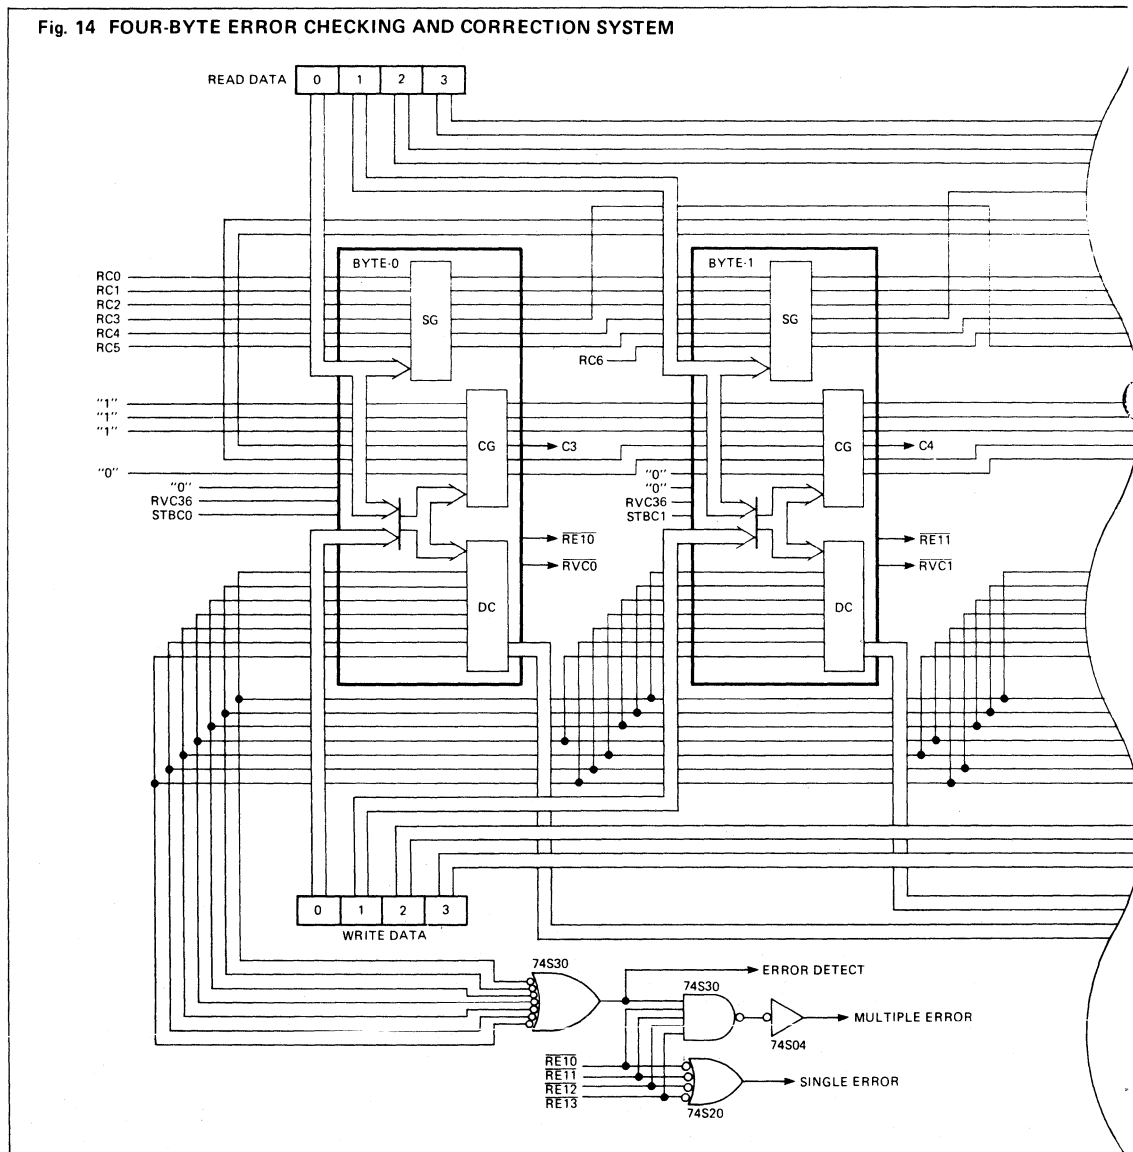 Fig. 14 FOUR-BYTE ERROR CHECKING AND CORRECTION SYSTEM
READ DATA 0 1 2 3
BYTE-0
BYTE-1
RC0
RC1
RC2
RC3
RC4
RC5
SG
SG
RC6
"1"
"1"
"1"
"0"
CG
C3
CG
C4
"0"
RVC36
STBC0
"0"
"0"
RVC36
STBC1
RE10
RVC0
RE11
RVC1
DC
DC
0 1 2 3
WRITE DATA
74S30
ERROR DETECT
74S30
MULTIPLE ERROR
74S04
RE10
RE11
RE12
RE13
SINGLE ERROR
74S20